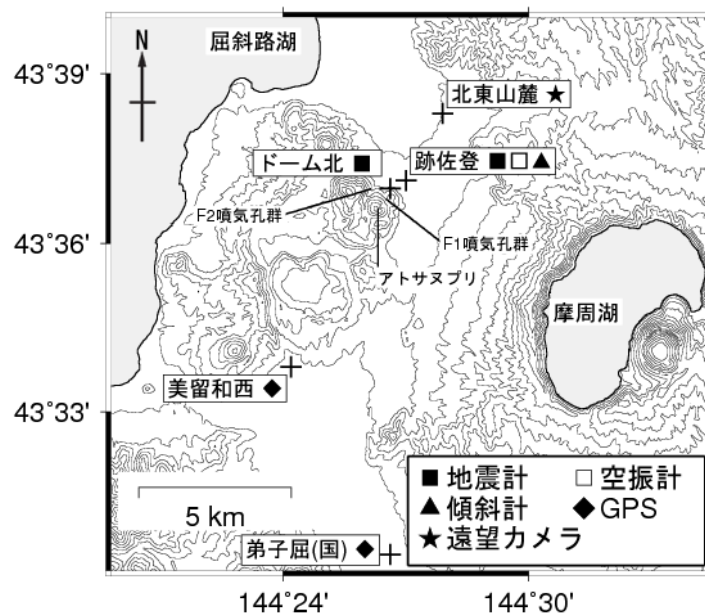 屈斜路湖
N
43°39'
北東山麓 ★
ドーム北 ■
跡佐登 ■□▲
F2噴気孔群
F1噴気孔群
43°36'
アトサヌプリ
摩周湖
美留和西 ◆
43°33'
■ 地震計 □ 空振計
▲ 傾斜計 ◆ GPS
★ 遠望カメラ
5 km
弟子屈(国) ◆
144°24' 144°30'